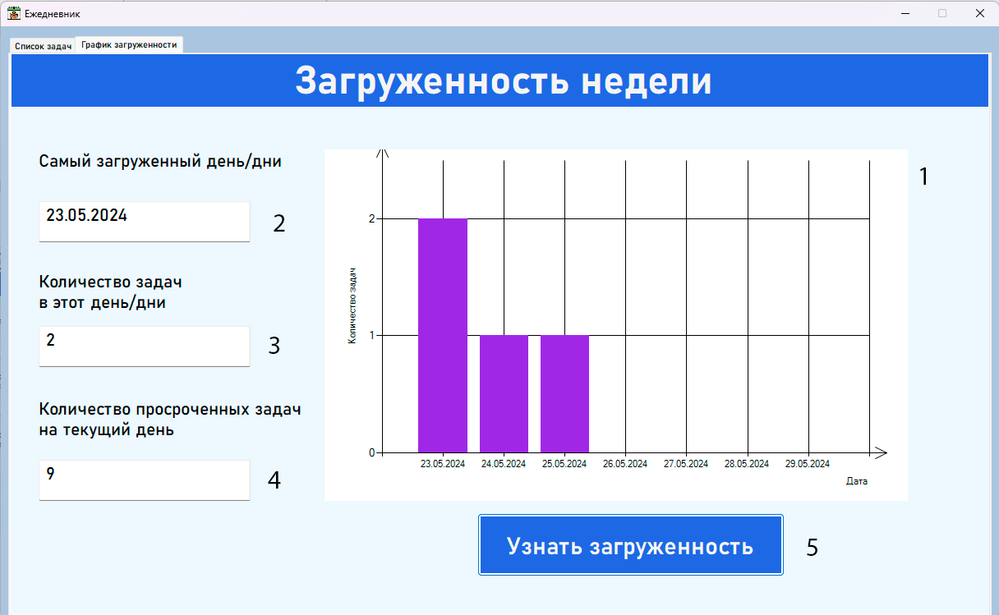 Ежедневник
Список задач
График загруженности
Загруженность недели
Самый загруженный день/дни
23.05.2024
2
Количество задач
в этот день/дни
2
3
Количество просроченных задач
на текущий день
9
4
1
Количество задач
2
1
0
23.05.2024 24.05.2024 25.05.2024 26.05.2024 27.05.2024 28.05.2024 29.05.2024
Дата
Узнать загруженность
5